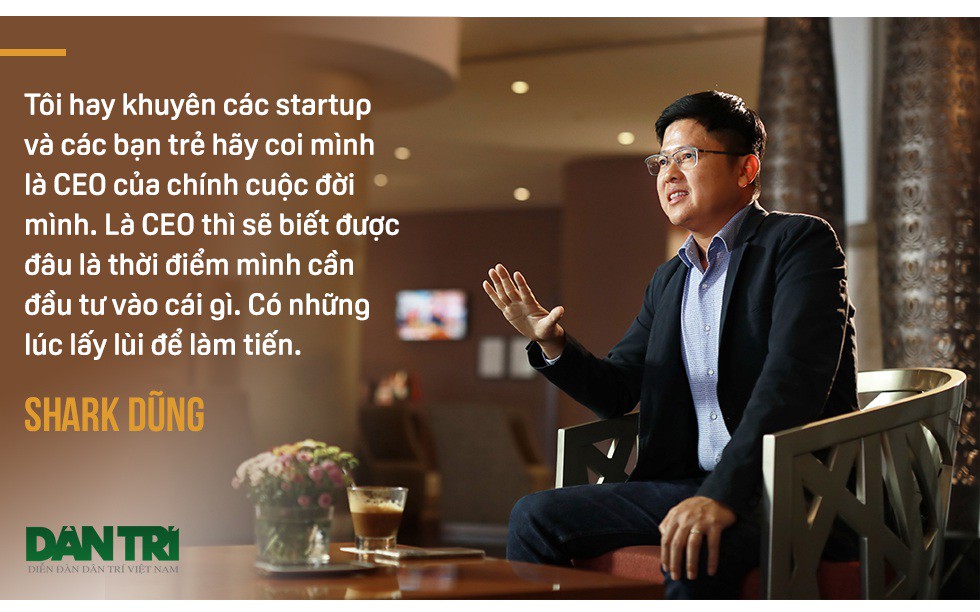 Tôi hay khuyên các startup
và các bạn trẻ hãy coi mình
là CEO của chính cuộc đời
mình. Là CEO thì sẽ biết được
đâu là thời điểm mình cần
đầu tư vào cái gì. Có những
lúc lấy lùi để làm tiến.
SHARK DŨNG
DÂN TRÍ
DIỄN ĐÀN DÂN TRÍ VIỆT NAM